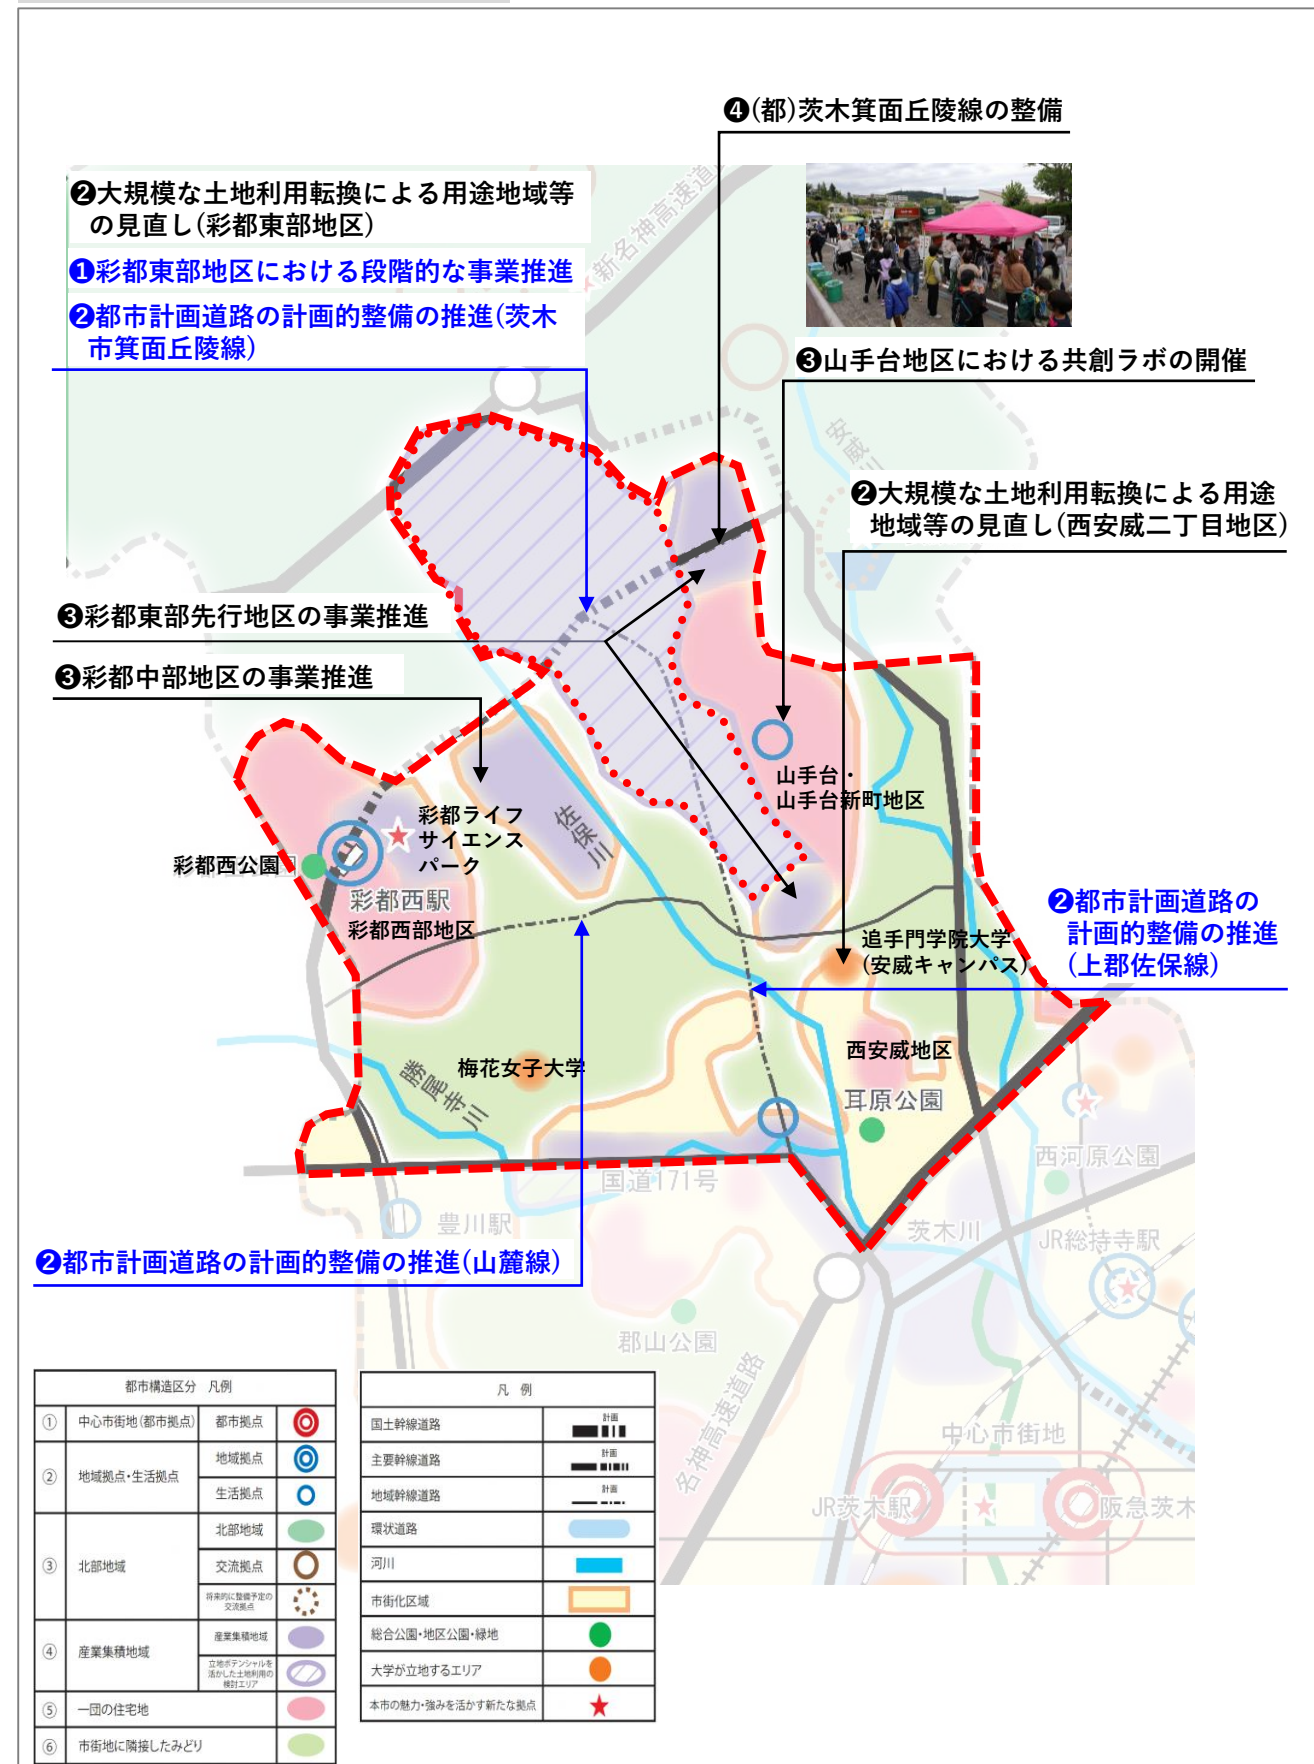 ❹(都)茨木箕面丘陵線の整備
❷大規模な土地利用転換による用途地域等
の見直し(彩都東部地区)
❶彩都東部地区における段階的な事業推進
❷都市計画道路の計画的整備の推進(茨木
市箕面丘陵線)
新名神高速道路
❸山手台地区における共創ラボの開催
安威川
❷大規模な土地利用転換による用途
地域等の見直し(西安威二丁目地区)
❸彩都東部先行地区の事業推進
❸彩都中部地区の事業推進
山手台・
山手台新町地区
彩都ライフ
サイエンス
パーク
佐保川
彩都西公園
彩都西駅
彩都西部地区
❷都市計画道路の
計画的整備の推進
(上郡佐保線)
追手門学院大学
(安威キャンパス)
梅花女子大学
勝尾寺川
西安威地区
耳原公園
西河原公園
国道171号
豊川駅
茨木川
JR総持寺駅
❷都市計画道路の計画的整備の推進(山麓線)
郡山公園
名神高速道路
中心市街地
JR茨木駅
阪急茨木
都市構造区分 凡例
① 中心市街地(都市拠点) 都市拠点
② 地域拠点・生活拠点 地域拠点
生活拠点
③ 北部地域 北部地域
交流拠点
将来的に整備予定の
交流拠点
④ 産業集積地域 産業集積地域
立地ポテンシャルを
活かした土地利用の
検討エリア
⑤ 一団の住宅地
⑥ 市街地に隣接したみどり
凡 例
国土幹線道路 計画
主要幹線道路 計画
地域幹線道路 計画
環状道路
河川
市街化区域
総合公園・地区公園・緑地
大学が立地するエリア
本市の魅力・強みを活かす新たな拠点